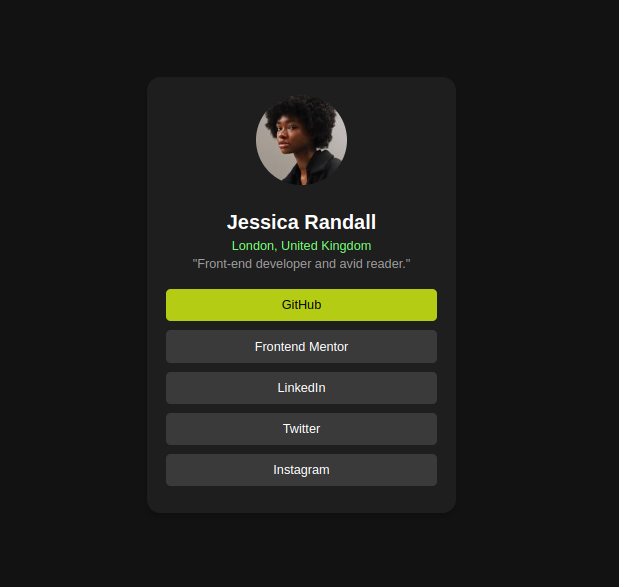 Jessica Randall
London, United Kingdom
"Front-end developer and avid reader."
GitHub
Frontend Mentor
LinkedIn
Twitter
Instagram